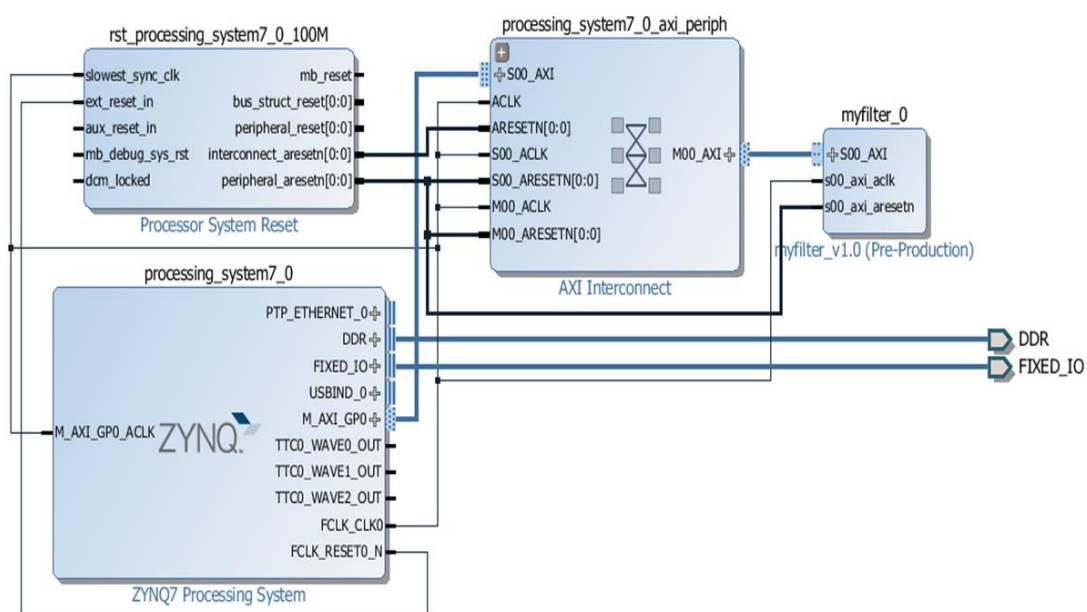 rst_processing_system7_0_100M
slowest_sync_clk
ext_reset_in
aux_reset_in
mb_debug_sys_rst
dcm_locked
mb_reset
bus_struct_reset[0:0]
peripheral_reset[0:0]
interconnect_aresetn[0:0]
peripheral_aresetn[0:0]
Processor System Reset
processing_system7_0_axi_periph
S00_AXI
ACLK
ARESETN[0:0]
S00_ACLK
S00_ARESETN[0:0]
M00_ACLK
M00_ARESETN[0:0]
M00_AXI
AXI Interconnect
myfilter_0
S00_AXI
s00_axi_aclk
s00_axi_aresetn
myfilter_v1.0 (Pre-Production)
processing_system7_0
M_AXI_GP0_ACLK
ZYNQ.
PTP_ETHERNET_0
DDR
FIXED_IO
USBIND_0
M_AXI_GP0
TTC0_WAVE0_OUT
TTC0_WAVE1_OUT
TTC0_WAVE2_OUT
FCLK_CLK0
FCLK_RESET0_N
ZYNQ7 Processing System
DDR
FIXED_IO